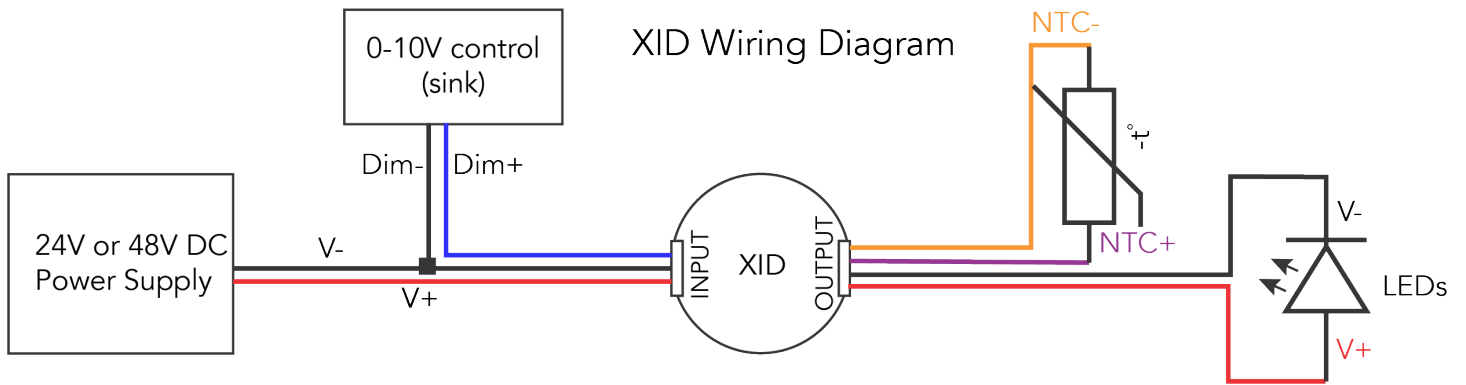 XID Wiring Diagram
0-10V control
(sink)
Dim-
Dim+
24V or 48V DC
Power Supply
V-
V+
INPUT
XID
OUTPUT
NTC-
-t°
NTC+
V-
LEDs
V+